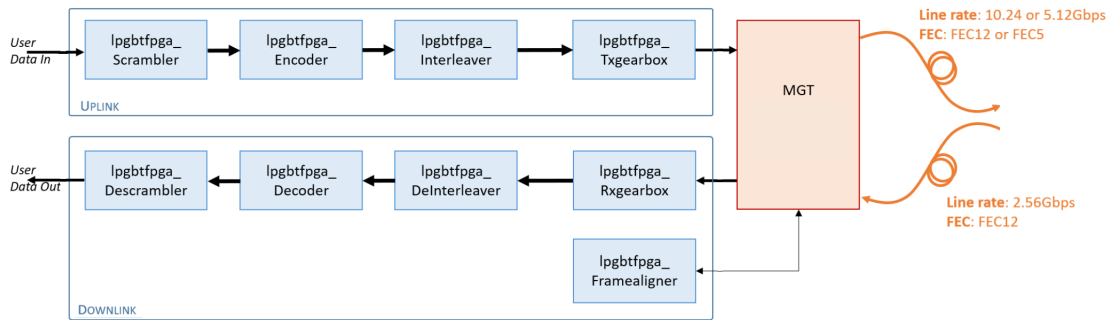 User
Data In
lpgbtfpga_
Scrambler
lpgbtfpga_
Encoder
lpgbtfpga_
Interleaver
lpgbtfpga_
Txgearbox
UPLINK
MGT
Line rate: 10.24 or 5.12Gbps
FEC: FEC12 or FEC5
User
Data Out
lpgbtfpga_
Descrambler
lpgbtfpga_
Decoder
lpgbtfpga_
DeInterleaver
lpgbtfpga_
Rxgearbox
Line rate: 2.56Gbps
FEC: FEC12
lpgbtfpga_
Framealigner
DOWNLINK